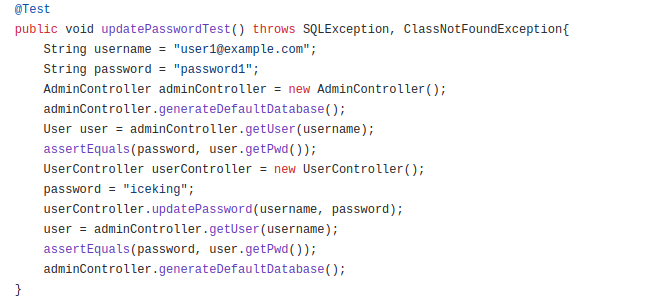 @Test
public void updatePasswordTest() throws SQLException, ClassNotFoundException{
    String username = "user1@example.com";
    String password = "password1";
    AdminController adminController = new AdminController();
    adminController.generateDefaultDatabase();
    User user = adminController.getUser(username);
    assertEquals(password, user.getPwd());
    UserController userController = new UserController();
    password = "iceking";
    userController.updatePassword(username, password);
    user = adminController.getUser(username);
    assertEquals(password, user.getPwd());
    adminController.generateDefaultDatabase();
}